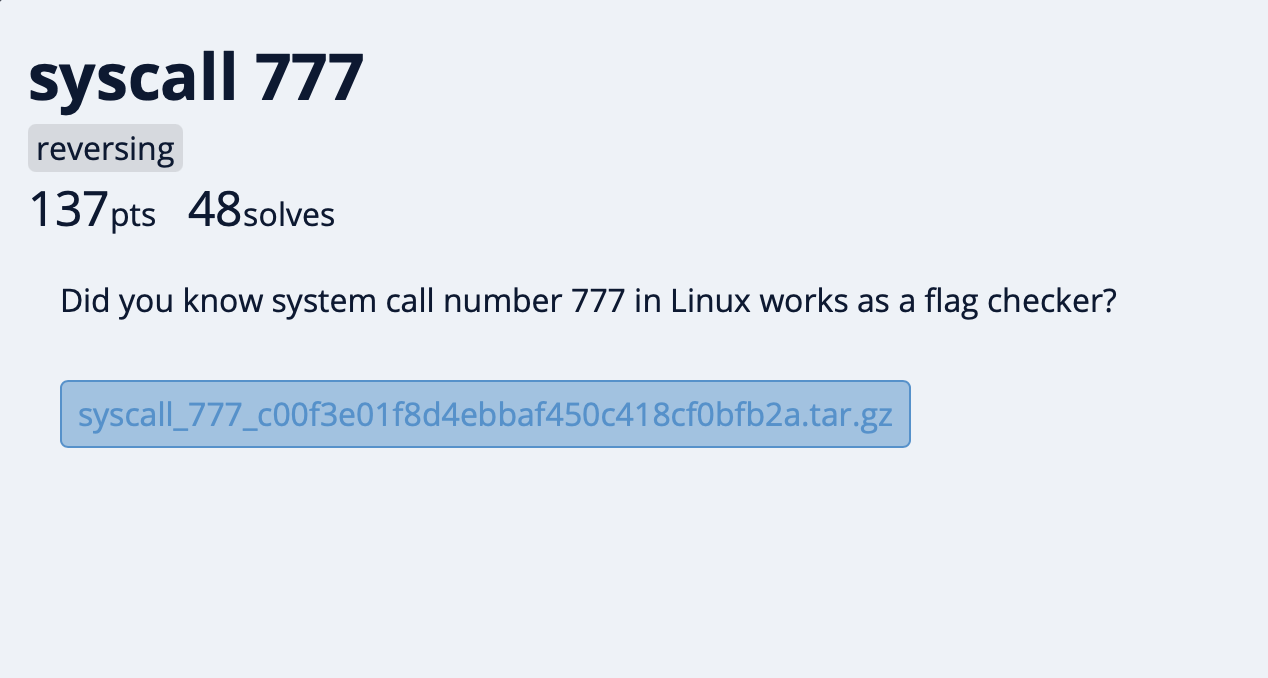 syscall 777
reversing
137pts 48solves
Did you know system call number 777 in Linux works as a flag checker?
syscall_777_c00f3e01f8d4ebbaf450c418cf0bfb2a.tar.gz